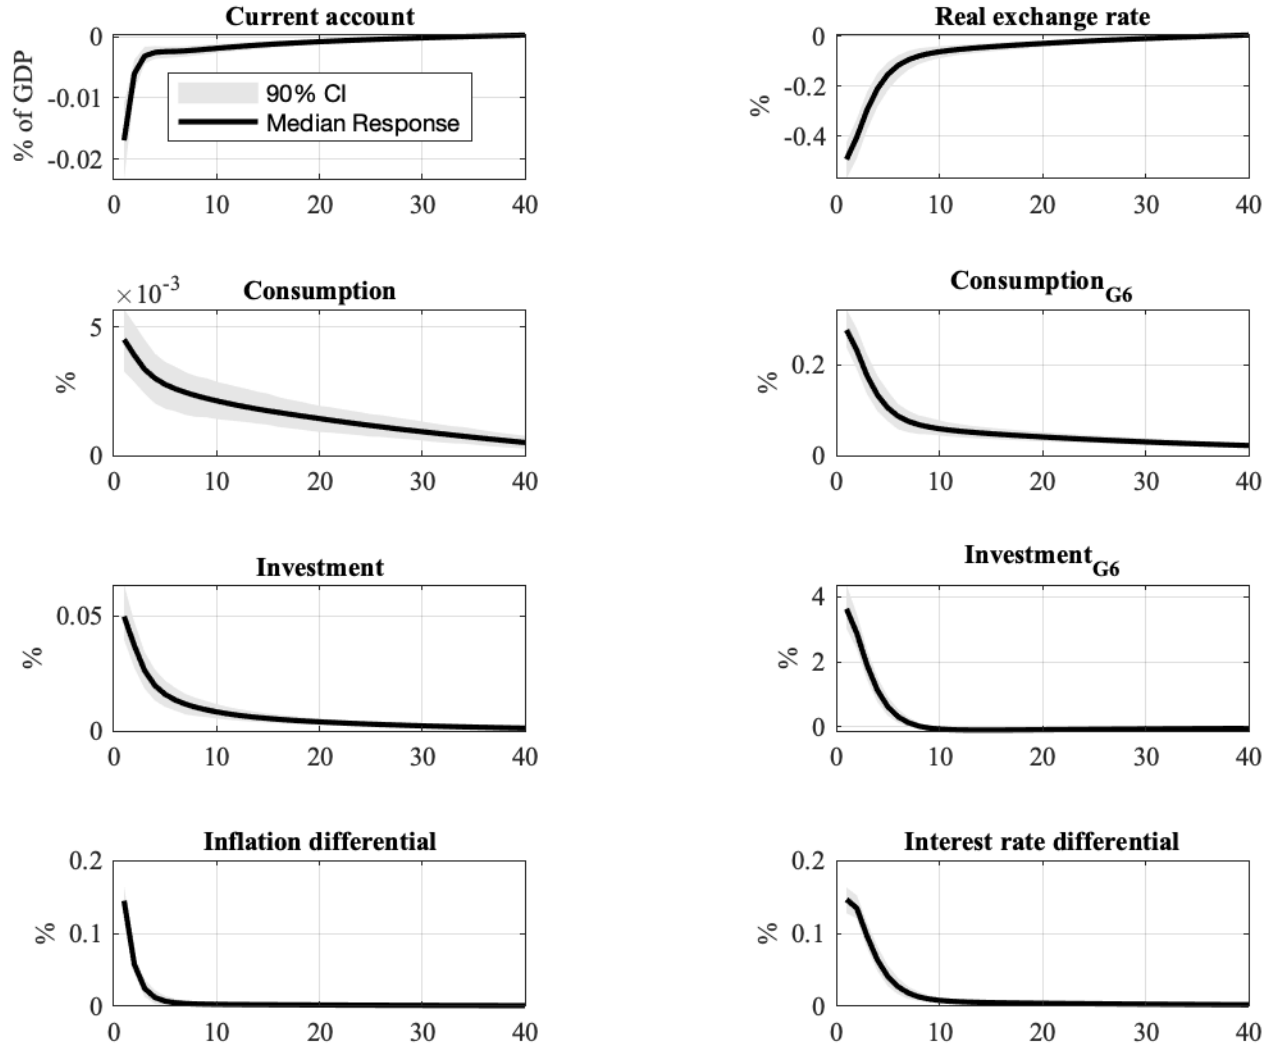 Current account
% of GDP
0
-0.01
-0.02
90% CI
Median Response
0 10 20 30 40
Real exchange rate
%
0
-0.2
-0.4
0 10 20 30 40
Consumption
×10⁻³
%
5
0
0 10 20 30 40
Consumption_G6
%
0.2
0
0 10 20 30 40
Investment
%
0.05
0
0 10 20 30 40
Investment_G6
%
4
2
0
0 10 20 30 40
Inflation differential
%
0.2
0.1
0
0 10 20 30 40
Interest rate differential
%
0.2
0.1
0
0 10 20 30 40